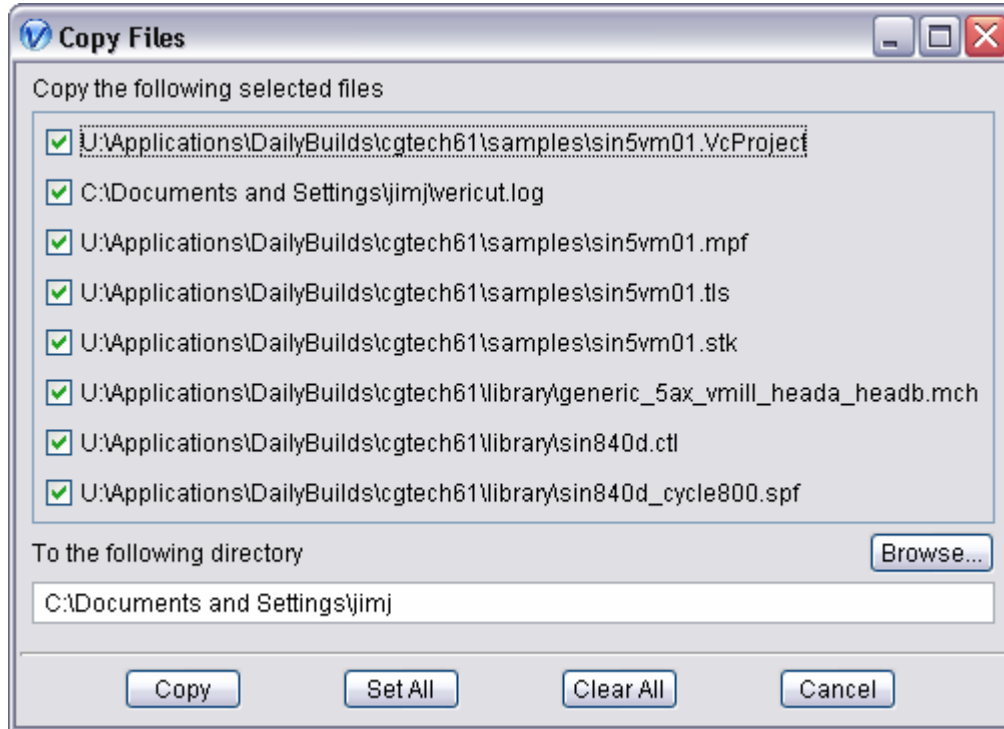 Copy Files
Copy the following selected files
U:\Applications\DailyBuilds\cgtech61\samples\sin5vm01.VcProject
C:\Documents and Settings\jimj\vericut.log
U:\Applications\DailyBuilds\cgtech61\samples\sin5vm01.mpf
U:\Applications\DailyBuilds\cgtech61\samples\sin5vm01.tls
U:\Applications\DailyBuilds\cgtech61\samples\sin5vm01.stk
U:\Applications\DailyBuilds\cgtech61\library\generic_5ax_vmill_heada_headb.mch
U:\Applications\DailyBuilds\cgtech61\library\sin840d.ctl
U:\Applications\DailyBuilds\cgtech61\library\sin840d_cycle800.spf
To the following directory Browse...
C:\Documents and Settings\jimj
Copy Set All Clear All Cancel